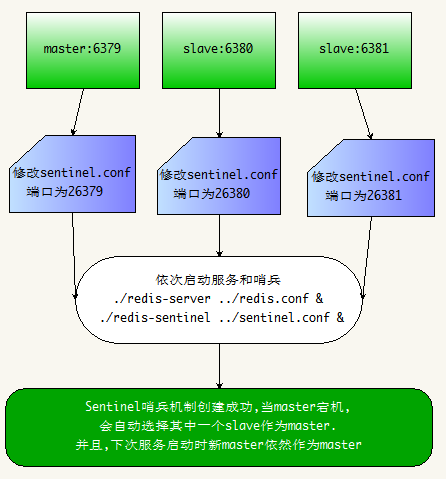 master:6379
slave:6380
slave:6381
修改sentinel.conf
端口为26379
修改sentinel.conf
端口为26380
修改sentinel.conf
端口为26381
依次启动服务和哨兵
./redis-server ../redis.conf &
./redis-sentinel ../sentinel.conf &
Sentinel哨兵机制创建成功,当master宕机,
会自动选择其中一个slave作为master.
并且,下次服务启动时新master依然作为master